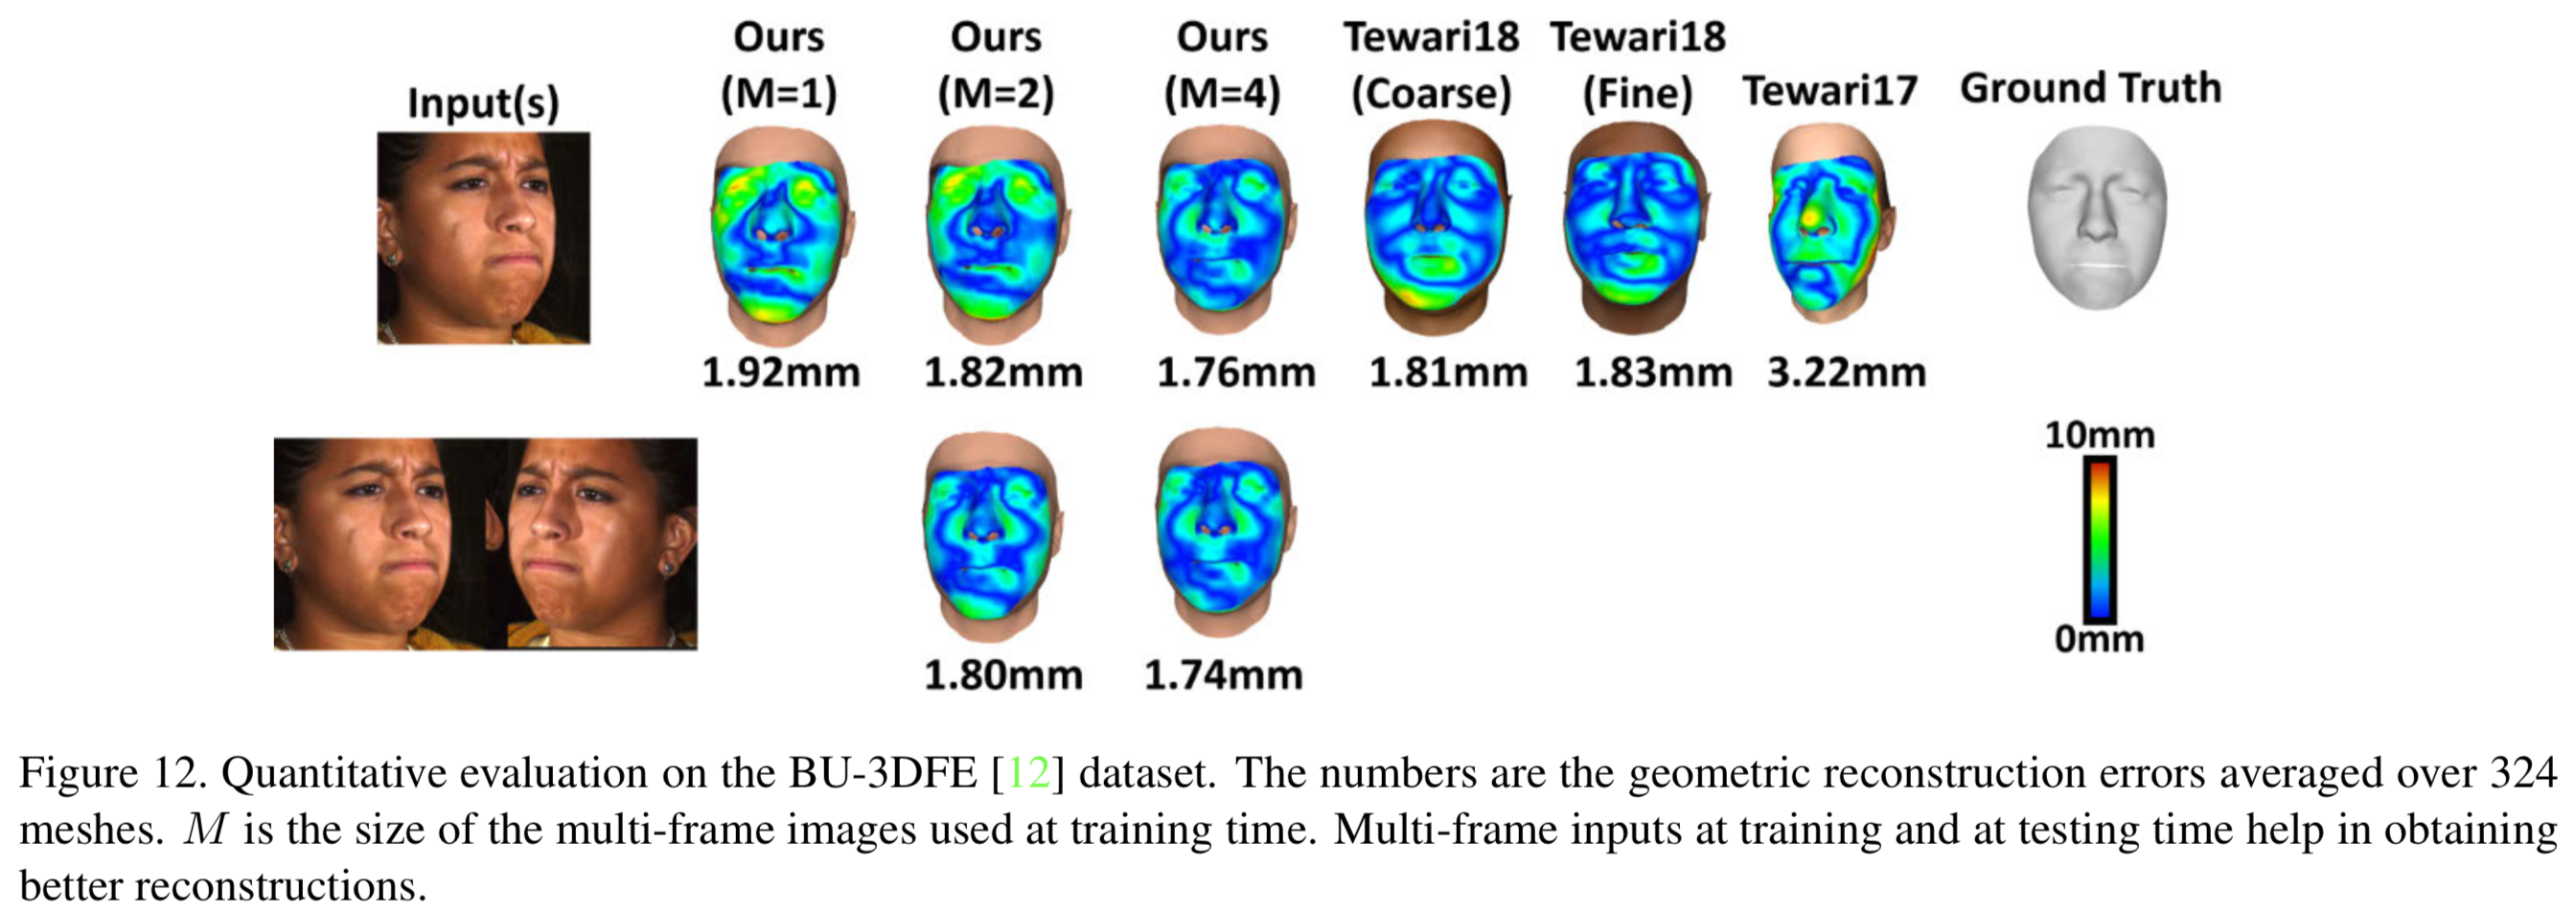 Input(s)
Ours
(M=1)
Ours
(M=2)
Ours
(M=4)
Tewari18
(Coarse)
Tewari18
(Fine)
Tewari17
Ground Truth
1.92mm
1.82mm
1.76mm
1.81mm
1.83mm
3.22mm
10mm
0mm
1.80mm
1.74mm
Figure 12. Quantitative evaluation on the BU-3DFE [12] dataset. The numbers are the geometric reconstruction errors averaged over 324
meshes. M is the size of the multi-frame images used at training time. Multi-frame inputs at training and at testing time help in obtaining
better reconstructions.